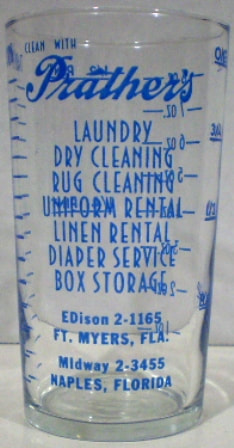 CLEAN WITH
Prather's
LAUNDRY
DRY CLEANING
RUG CLEANING
UNIFORM RENTAL
LINEN RENTAL
DIAPER SERVICE
BOX STORAGE
EDison 2-1165
FT. MYERS, FLA.
Midway 2-3455
NAPLES, FLORIDA